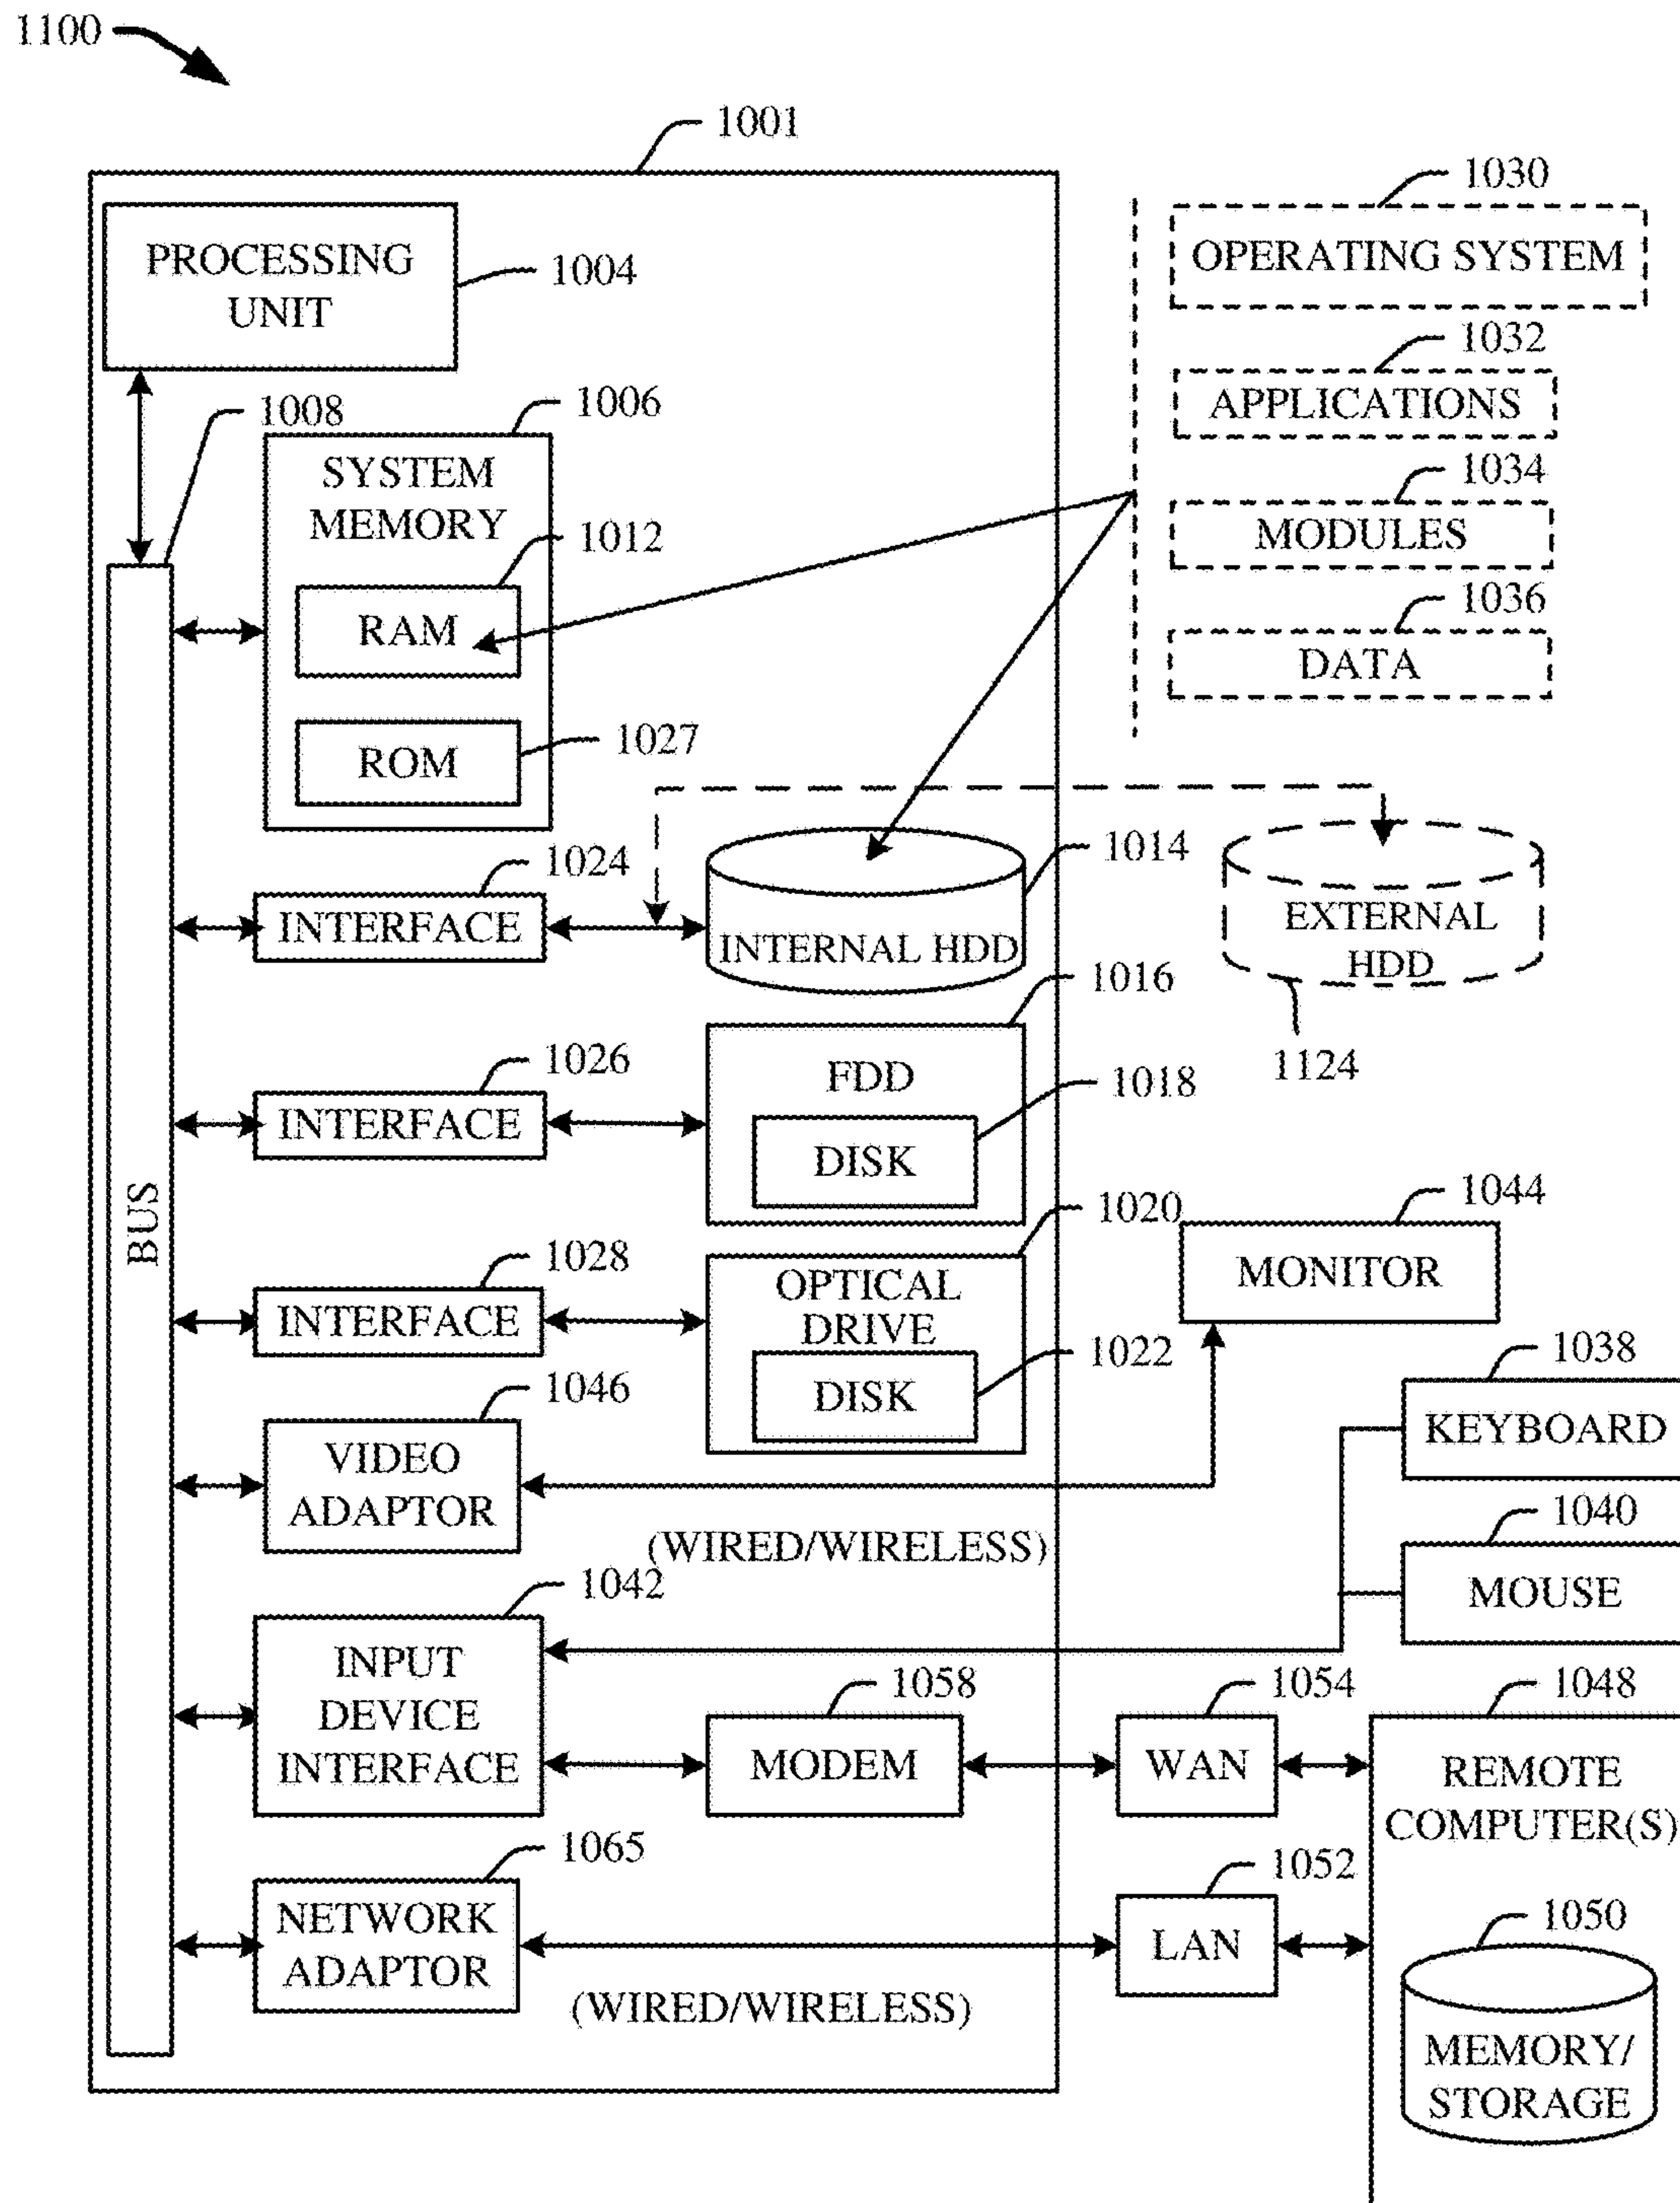 1100
1001
PROCESSING
UNIT
1004
1030
OPERATING SYSTEM
1032
APPLICATIONS
1034
MODULES
1036
DATA
1008
1006
SYSTEM
MEMORY
1012
RAM
1027
ROM
1024
INTERFACE
1014
INTERNAL HDD
EXTERNAL
HDD
1124
1016
1026
INTERFACE
FDD
1018
DISK
BUS
1020
1028
INTERFACE
OPTICAL
DRIVE
1022
DISK
1044
MONITOR
1038
KEYBOARD
1046
VIDEO
ADAPTOR
(WIRED/WIRELESS)
1040
MOUSE
1042
INPUT
DEVICE
INTERFACE
1058
MODEM
1054
WAN
1048
REMOTE
COMPUTER(S)
1065
NETWORK
ADAPTOR
(WIRED/WIRELESS)
1052
LAN
1050
MEMORY/
STORAGE